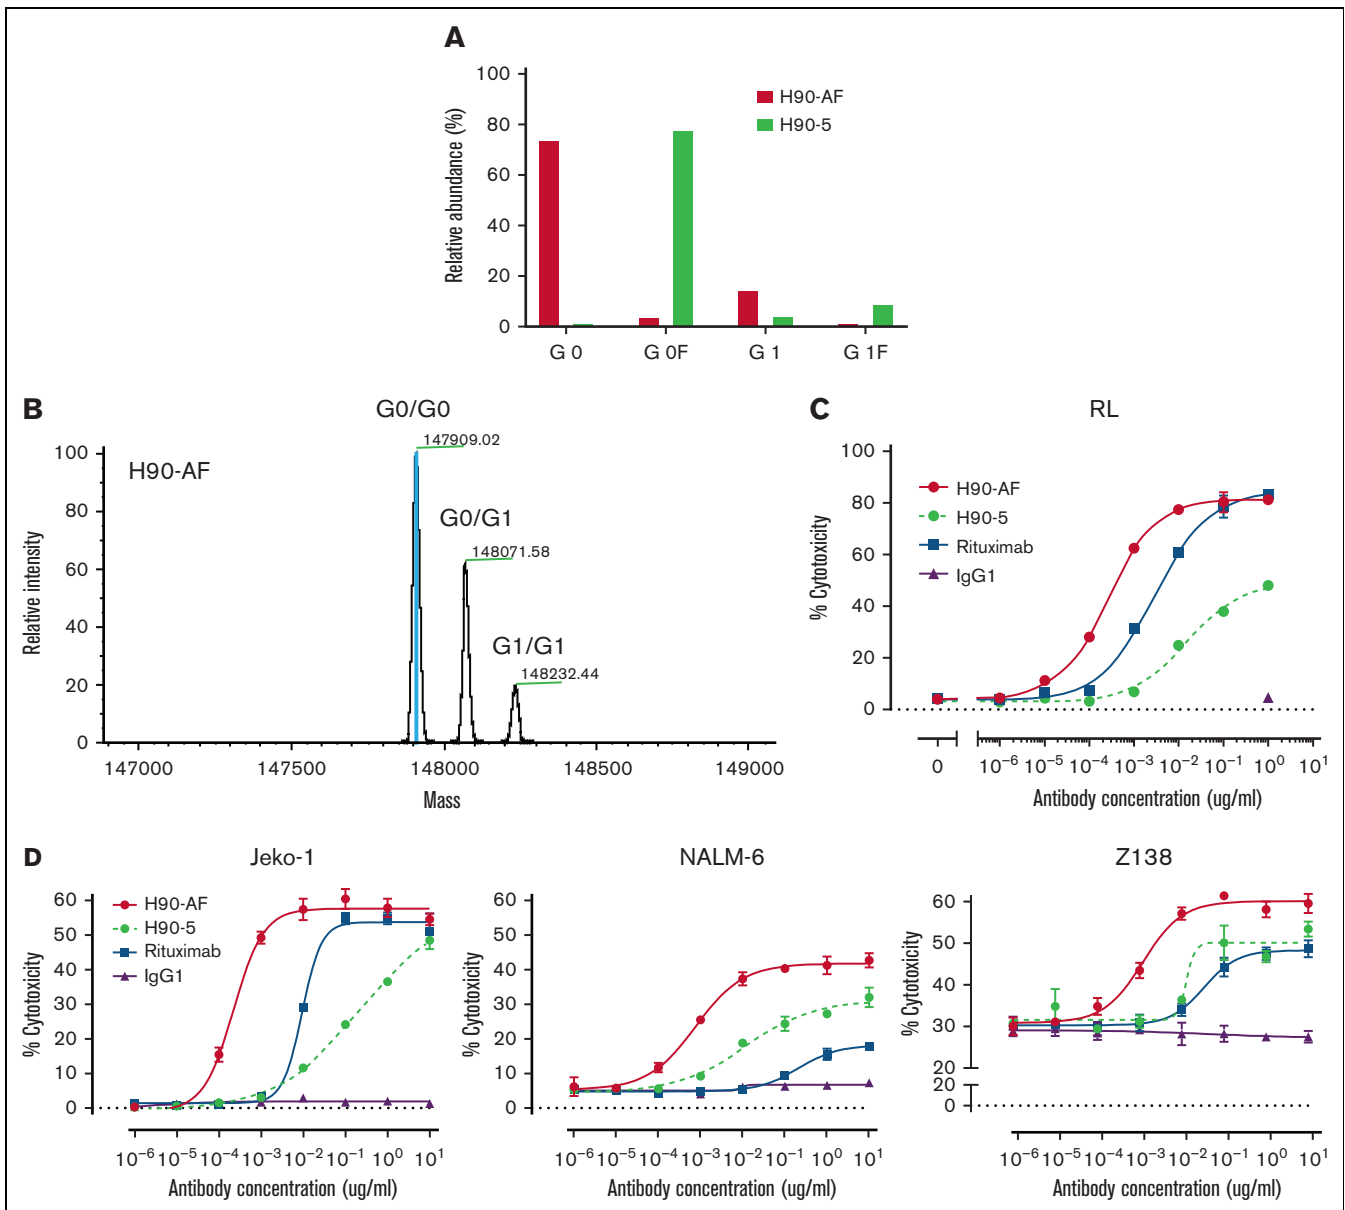 A
100
80
60
40
20
0
Relative abundance (%)
H90-AF
H90-5
G 0
G 0F
G 1
G 1F
B
G0/G0
147909.02
H90-AF
G0/G1
148071.58
G1/G1
148232.44
100
80
60
40
20
0
Relative intensity
147000
147500
148000
148500
149000
Mass
C
RL
100
80
60
40
20
0
% Cytotoxicity
H90-AF
H90-5
Rituximab
IgG1
0
10⁻⁶
10⁻⁵
10⁻⁴
10⁻³
10⁻²
10⁻¹
10⁰
10¹
Antibody concentration (ug/ml)
D
Jeko-1
60
50
40
30
20
10
0
% Cytotoxicity
H90-AF
H90-5
Rituximab
IgG1
10⁻⁶
10⁻⁵
10⁻⁴
10⁻³
10⁻²
10⁻¹
10⁰
10¹
Antibody concentration (ug/ml)
NALM-6
60
50
40
30
20
10
0
% Cytotoxicity
10⁻⁶
10⁻⁵
10⁻⁴
10⁻³
10⁻²
10⁻¹
10⁰
10¹
Antibody concentration (ug/ml)
Z138
60
50
40
30
20
20
0
% Cytotoxicity
10⁻⁶
10⁻⁵
10⁻⁴
10⁻³
10⁻²
10⁻¹
10⁰
10¹
Antibody concentration (ug/ml)